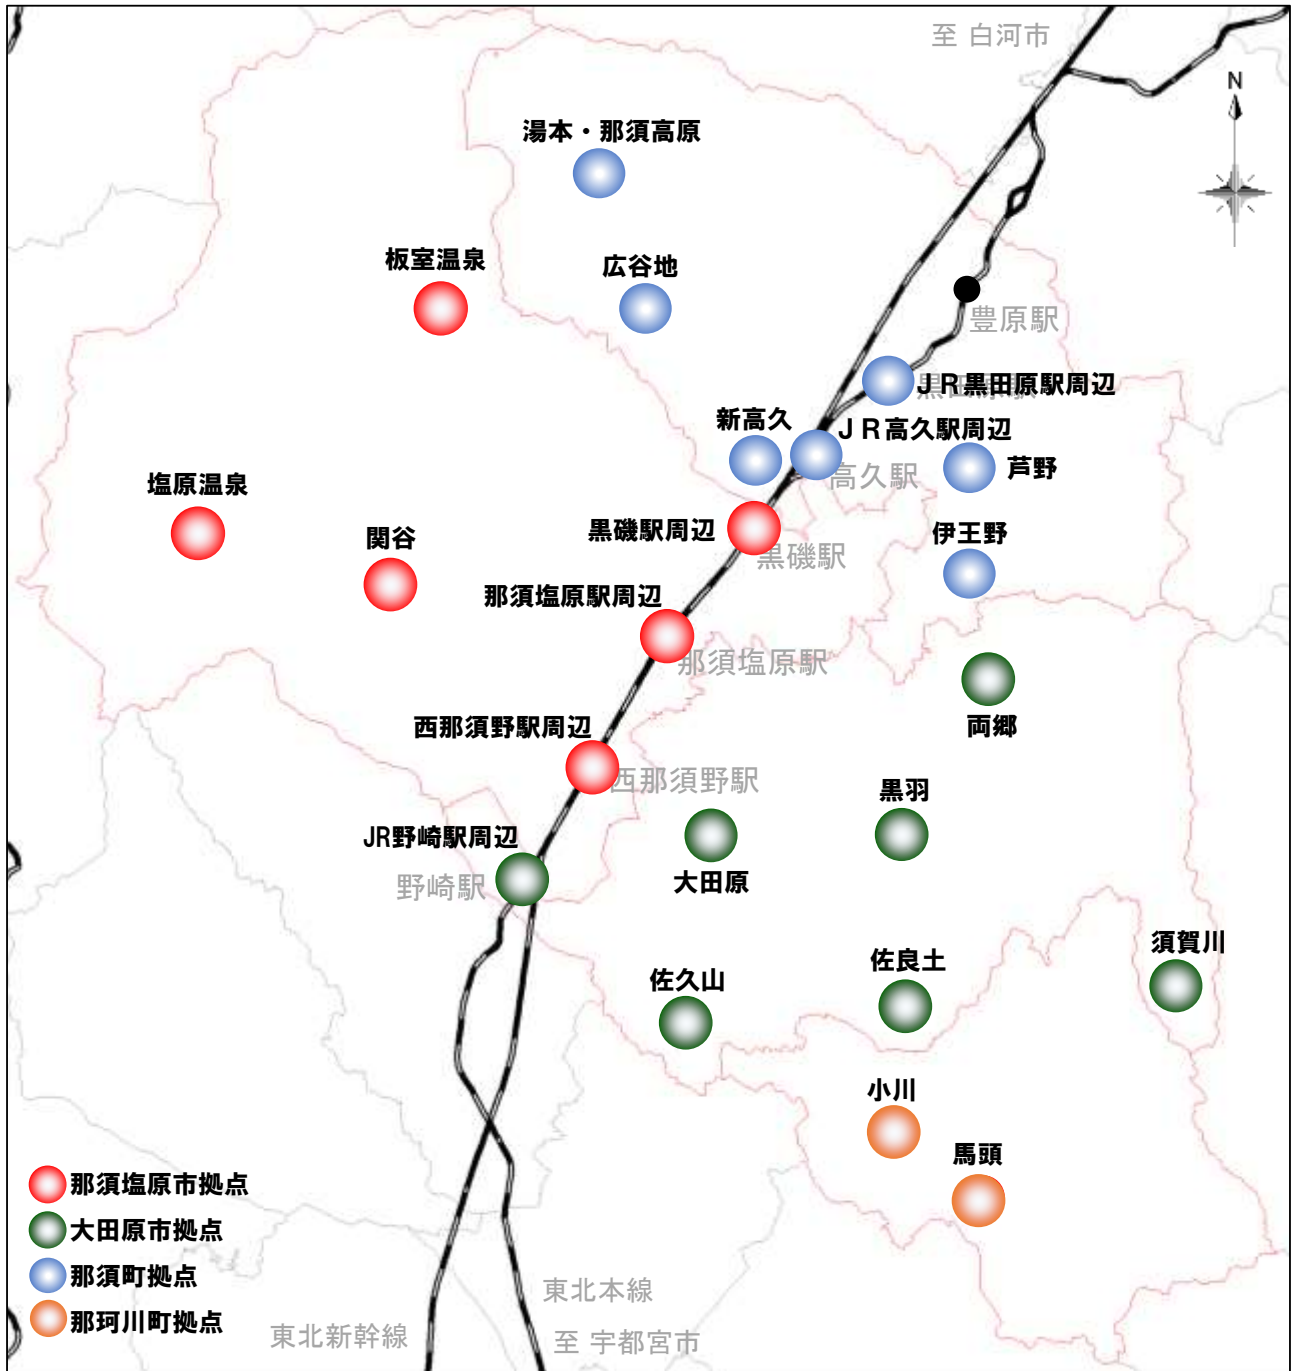 至 白河市
N
湯本・那須高原
板室温泉
広谷地
豊原駅
黒田原駅
ＪＲ黒田原駅周辺
新高久
ＪＲ高久駅周辺
高久駅
芦野
塩原温泉
関谷
黒磯駅周辺
黒磯駅
伊王野
那須塩原駅周辺
那須塩原駅
両郷
西那須野駅周辺
西那須野駅
黒羽
JR野崎駅周辺
野崎駅
大田原
須賀川
佐久山
佐良土
小川
馬頭
那須塩原市拠点
大田原市拠点
那須町拠点
那珂川町拠点
東北本線
東北新幹線
至 宇都宮市